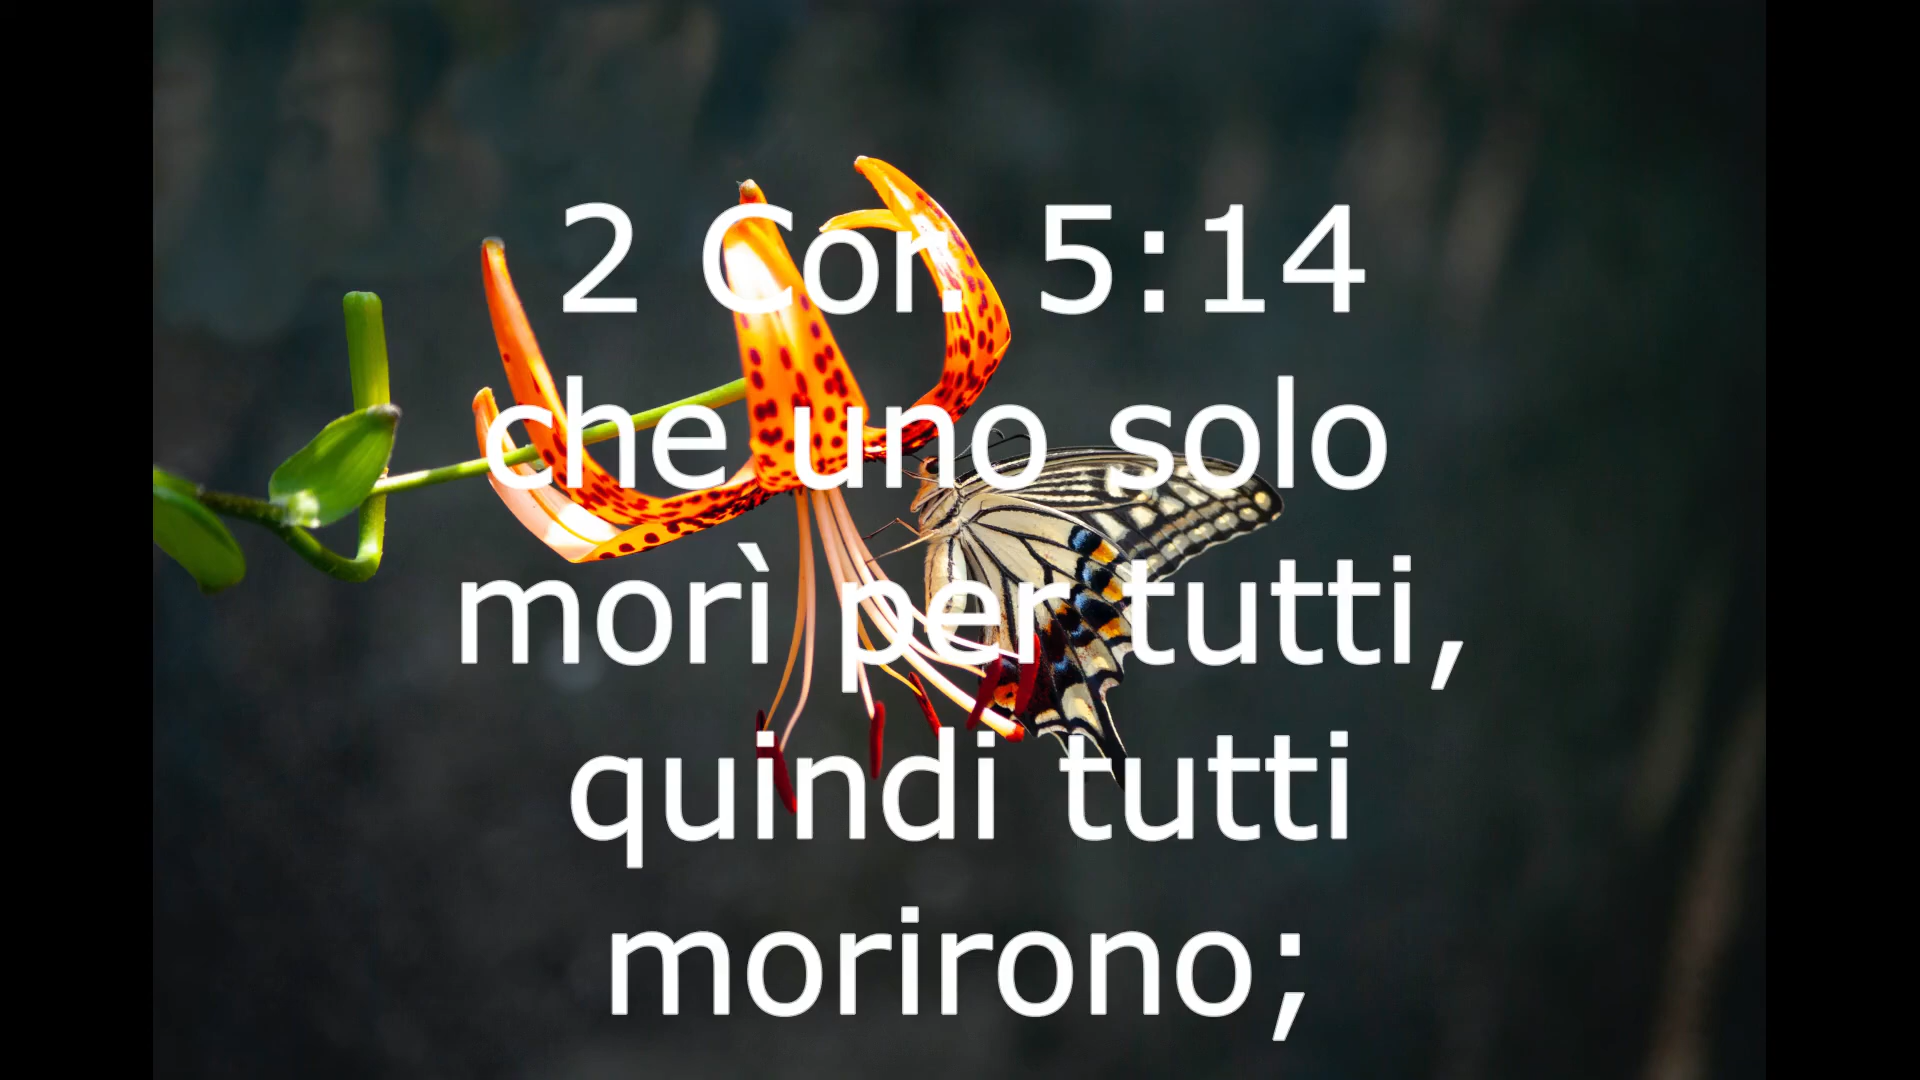 2 Cor. 5:14
che uno solo
morì per tutti,
quindi tutti
morirono;